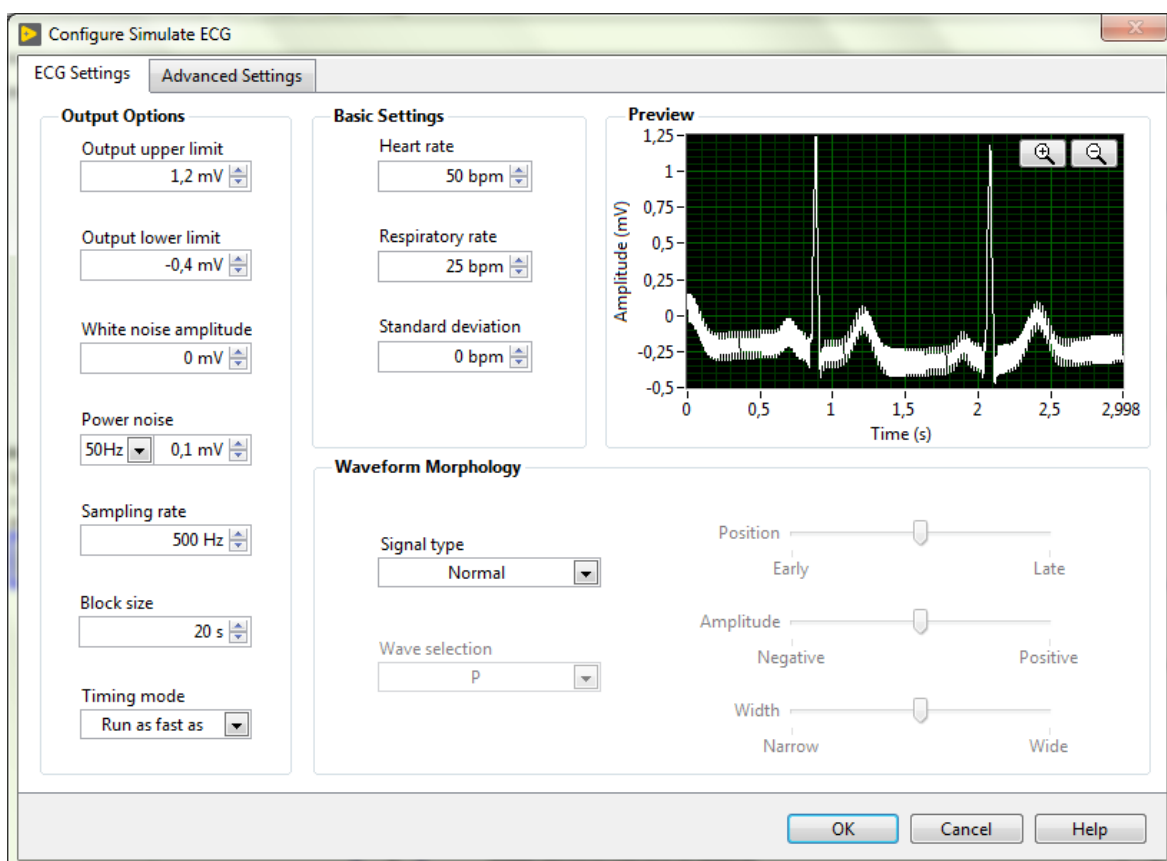 Configure Simulate ECG
ECG Settings
Advanced Settings
Output Options
Output upper limit
1,2 mV
Output lower limit
-0,4 mV
White noise amplitude
0 mV
Power noise
50Hz 0,1 mV
Sampling rate
500 Hz
Block size
20 s
Timing mode
Run as fast as
Basic Settings
Heart rate
50 bpm
Respiratory rate
25 bpm
Standard deviation
0 bpm
Preview
Amplitude (mV)
1,25
1
0,75
0,5
0,25
0
-0,25
-0,5
0 0,5 1 1,5 2 2,5 2,998
Time (s)
Waveform Morphology
Signal type
Normal
Wave selection
P
Position
Early Late
Amplitude
Negative Positive
Width
Narrow Wide
OK Cancel Help